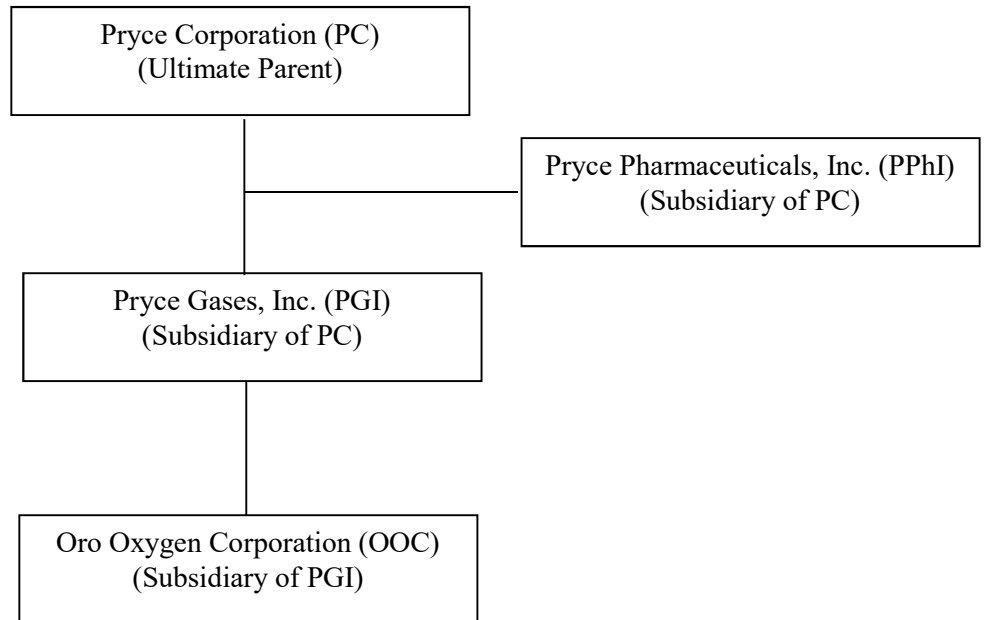 Pryce Corporation (PC)
(Ultimate Parent)
Pryce Pharmaceuticals, Inc. (PPhI)
(Subsidiary of PC)
Pryce Gases, Inc. (PGI)
(Subsidiary of PC)
Oro Oxygen Corporation (OOC)
(Subsidiary of PGI)